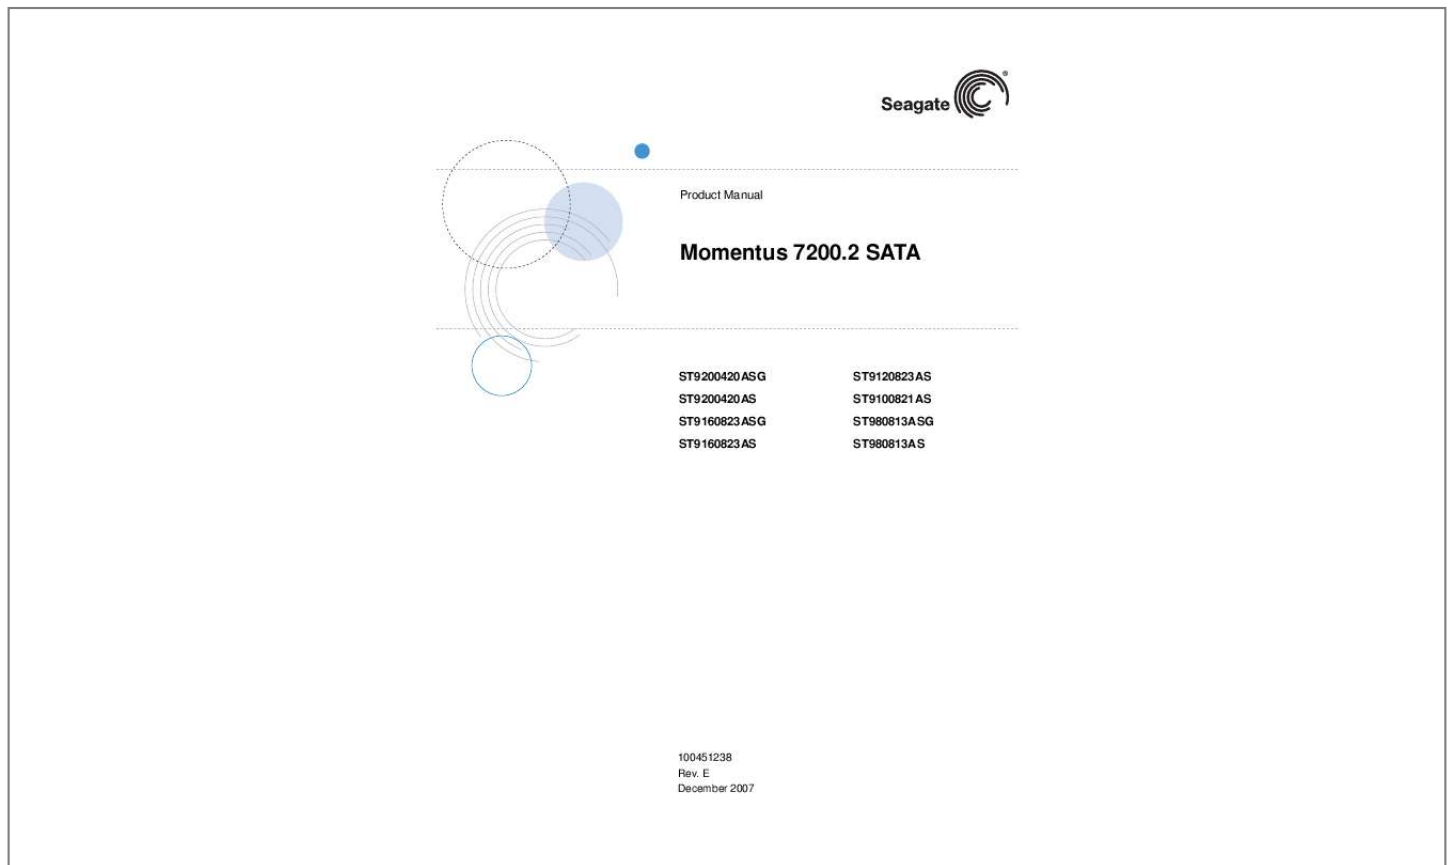 Seagate ®
Product Manual
Momentus 7200.2 SATA
ST9200420ASG
ST9200420AS
ST9160823ASG
ST9160823AS
ST9120823AS
ST9100821AS
ST980813ASG
ST980813AS
100451238
Rev. E
December 2007